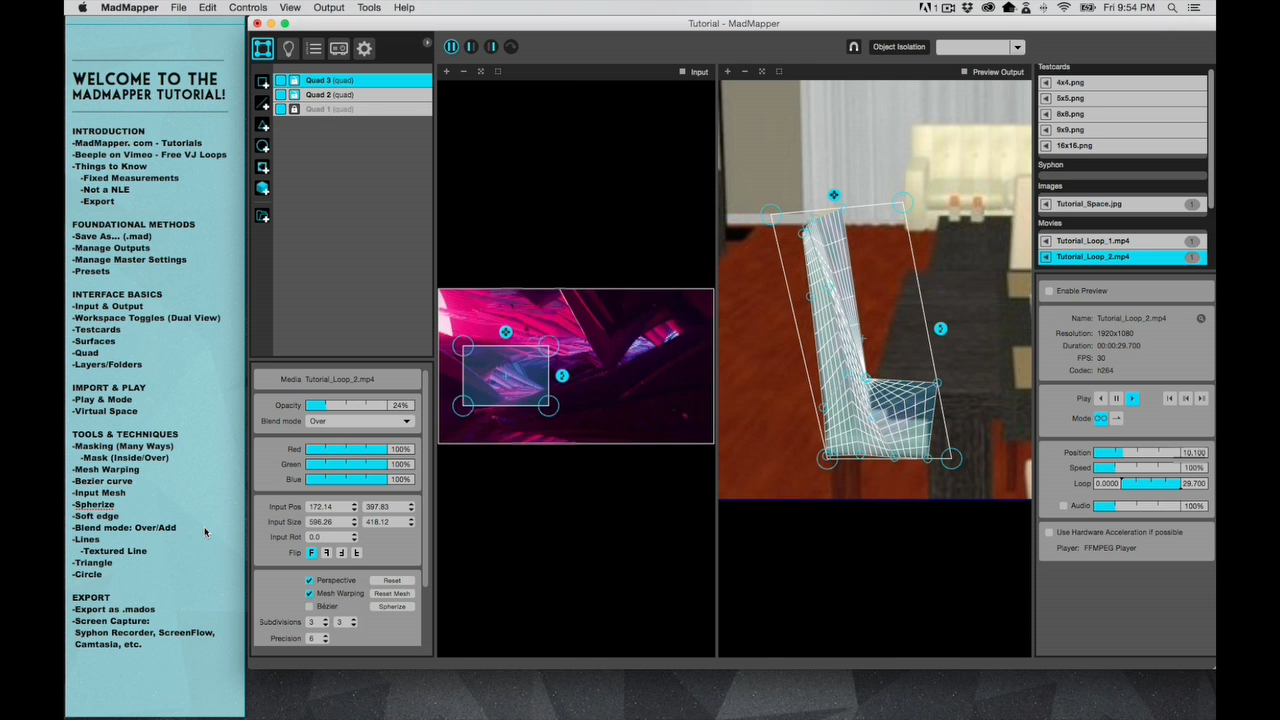 MadMapper File Edit Controls View Output Tools Help
1 Fri 9:54 PM
Tutorial - MadMapper
WELCOME TO THE
MADMAPPER TUTORIAL!
INTRODUCTION
-MadMapper. com - Tutorials
-Beeple on Vimeo - Free VJ Loops
-Things to Know
-Fixed Measurements
-Not a NLE
-Export
FOUNDATIONAL METHODS
-Save As... (.mad)
-Manage Outputs
-Manage Master Settings
-Presets
INTERFACE BASICS
-Input & Output
-Workspace Toggles (Dual View)
-Testcards
-Surfaces
-Quad
-Layers/Folders
IMPORT & PLAY
-Play & Mode
-Virtual Space
TOOLS & TECHNIQUES
-Masking (Many Ways)
-Mask (Inside/Over)
-Mesh Warping
-Bezier curve
-Input Mesh
-Spherize
-Soft edge
-Blend mode: Over/Add
-Lines
-Textured Line
-Triangle
-Circle
EXPORT
-Export as .mados
-Screen Capture:
Syphon Recorder, ScreenFlow,
Camtasia, etc.
Object Isolation
Quad 3 (quad)
Quad 2 (quad)
Quad 1 (quad)
Input
Preview Output
Media Tutorial_Loop_2.mp4
Opacity 24%
Blend mode Over
Red 100%
Green 100%
Blue 100%
Input Pos 172.14 397.83
Input Size 596.26 418.12
Input Rot 0.0
Flip F F F F
Perspective Reset
Mesh Warping Reset Mesh
Bézier Spherize
Subdivisions 3 3
Precision 6
Testcards
4x4.png
5x5.png
8x8.png
9x9.png
16x16.png
Syphon
Images
Tutorial_Space.jpg 1
Movies
Tutorial_Loop_1.mp4 1
Tutorial_Loop_2.mp4 1
Enable Preview
Name: Tutorial_Loop_2.mp4
Resolution: 1920x1080
Duration: 00:00:29.700
FPS: 30
Codec: h264
Play
Mode
Position 10.100
Speed 100%
Loop 0.0000 29.700
Audio 100%
Use Hardware Acceleration if possible
Player: FFMPEG Player